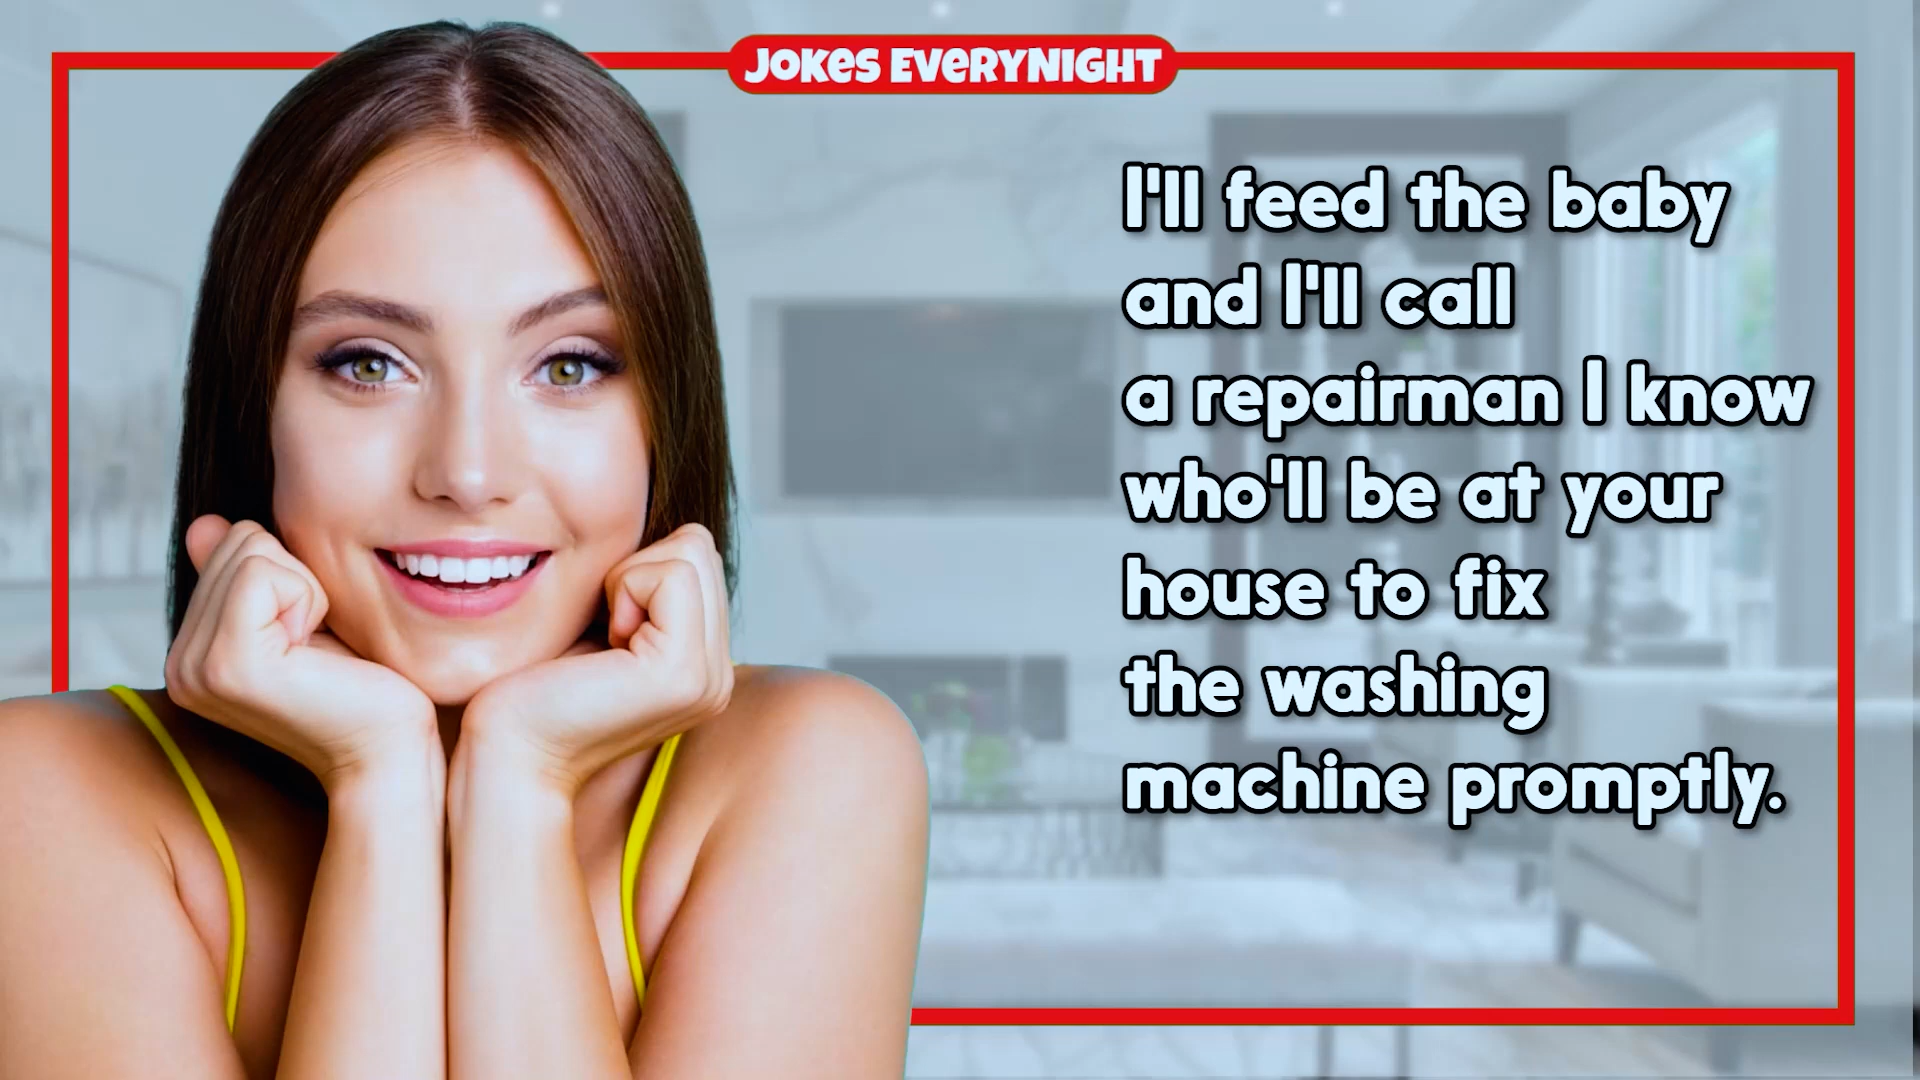 JOKES EVERYNIGHT
I'll feed the baby
and I'll call
a repairman I know
who'll be at your
house to fix
the washing
machine promptly.